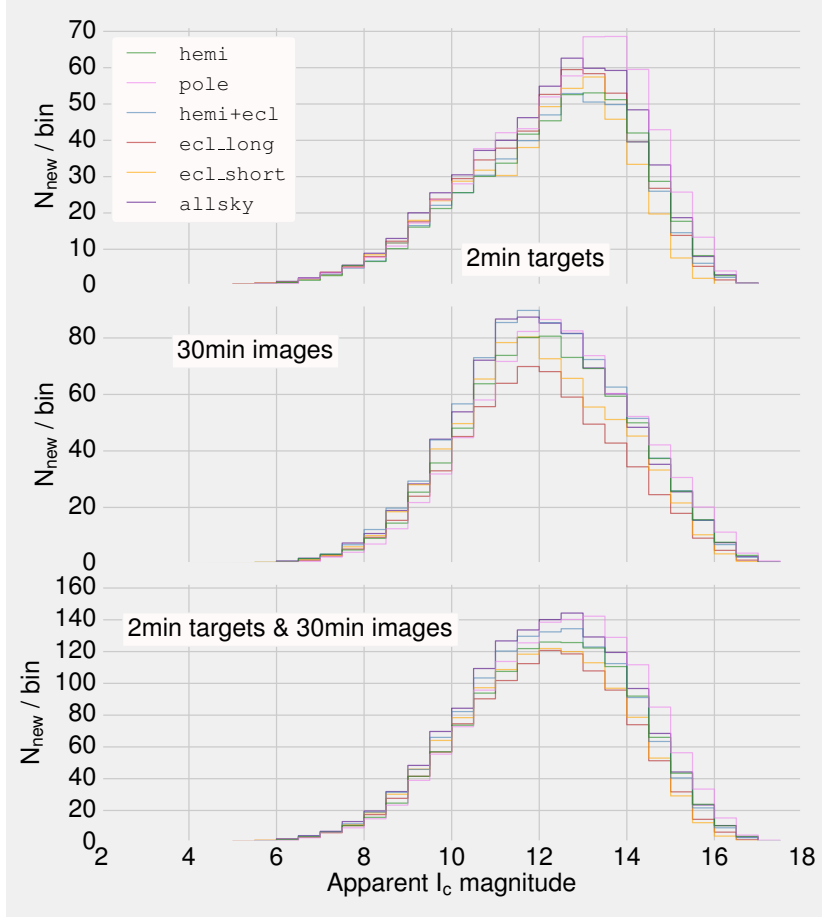 70
60
50
40
30
20
10
0
N_new / bin
hemi
pole
hemi+ecl
ecl_long
ecl_short
allsky
2min targets
80
60
40
20
0
N_new / bin
30min images
160
140
120
100
80
60
40
20
0
N_new / bin
2min targets & 30min images
2 4 6 8 10 12 14 16 18
Apparent I_c magnitude